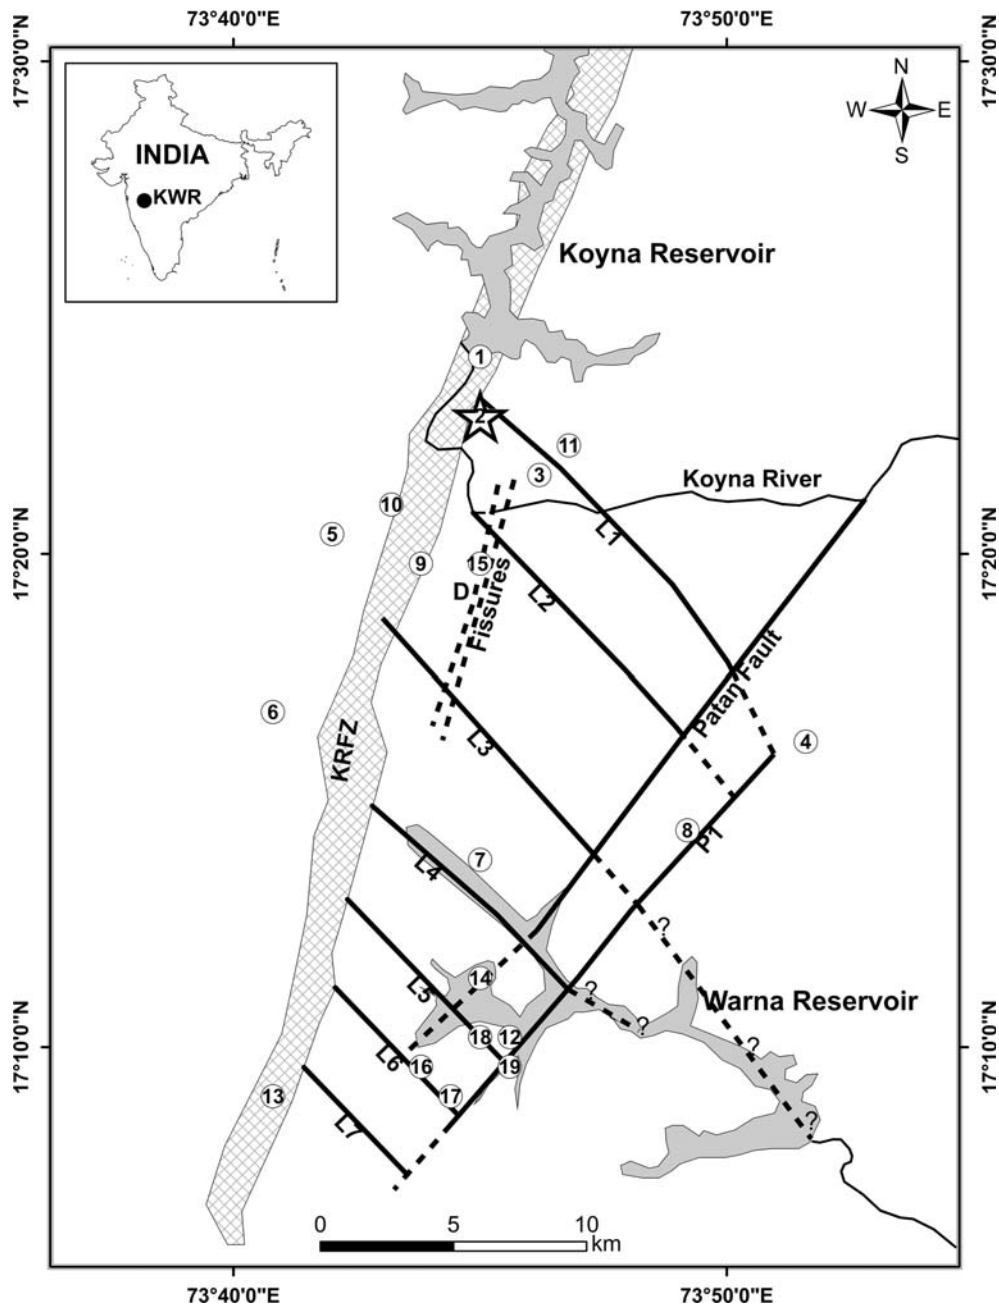 73°40'0"E
73°50'0"E
17°30'0"N
17°30'0"N
INDIA
KWR
N
W
E
S
Koyna Reservoir
1
2
11
3
Koyna River
10
5
L1
17°20'0"N
17°20'0"N
9
15
D
Fissures
L2
6
Patan Fault
KRFZ
L3
4
8
P1
7
L4
?
14
L3
?
Warna Reservoir
?
18
12
?
17°10'0"N
17°10'0"N
L6
16
19
13
17
L7
?
0
5
10
km
73°40'0"E
73°50'0"E